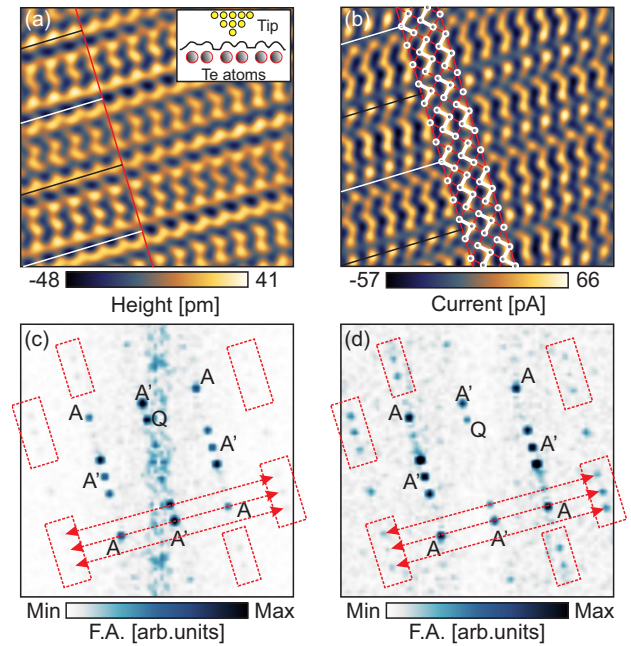 (a)
Tip
Te atoms
(b)
-48
41
Height [pm]
-57
66
Current [pA]
(c)
A
A'
A
Q
A'
A'
A
A
A'
Min
Max
F.A. [arb.units]
(d)
A
A'
A
Q
A'
A
A
A'
Min
Max
F.A. [arb.units]